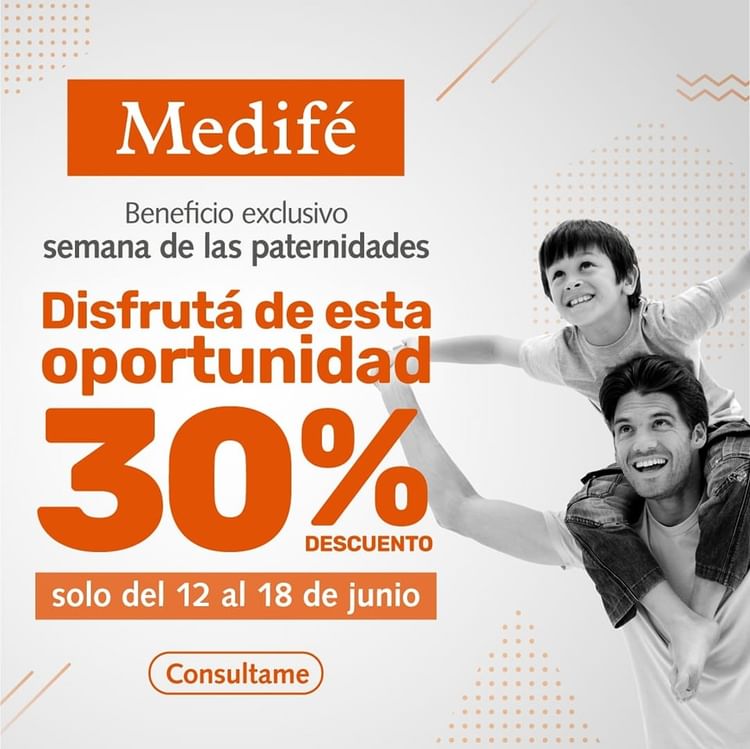 Medifé
Beneficio exclusivo
semana de las paternidades
Disfrutá de esta
oportunidad
30%
DESCUENTO
solo del 12 al 18 de junio
Consultame